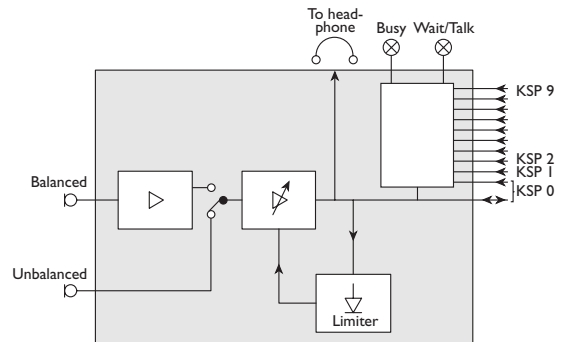 To head-
phone
Busy Wait/Talk
KSP 9
KSP 2
KSP 1
KSP 0
Balanced
Unbalanced
Limiter